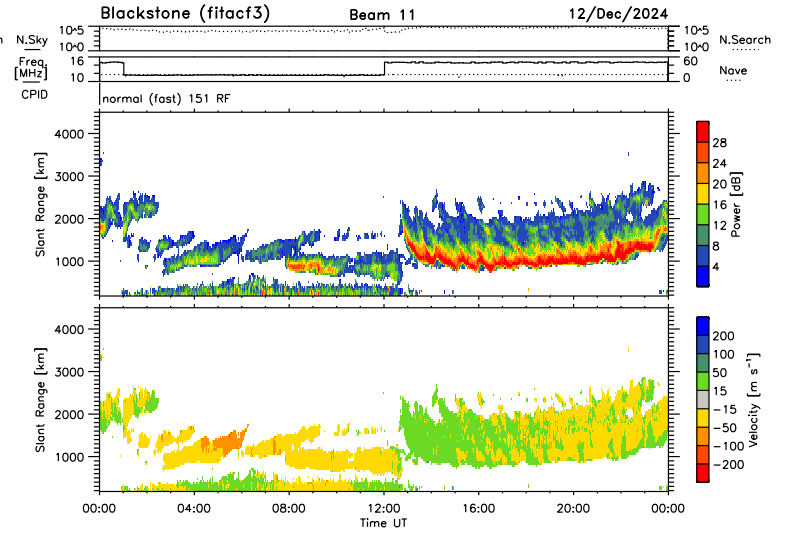 Blackstone (fitacf3) Beam 11 12/Dec/2024
N.Sky 10^5 10^0 10^5 10^0 N.Search
Freq. [MHz] 16 10 60 0 Nave
CPID normal (fast) 151 RF
Slant Range [km]
4000
3000
2000
1000
Power [dB]
28
24
20
16
12
8
4
Slant Range [km]
4000
3000
2000
1000
Velocity [m s⁻¹]
200
100
50
15
−15
−50
−100
−200
00:00 04:00 08:00 12:00 16:00 20:00 00:00
Time UT